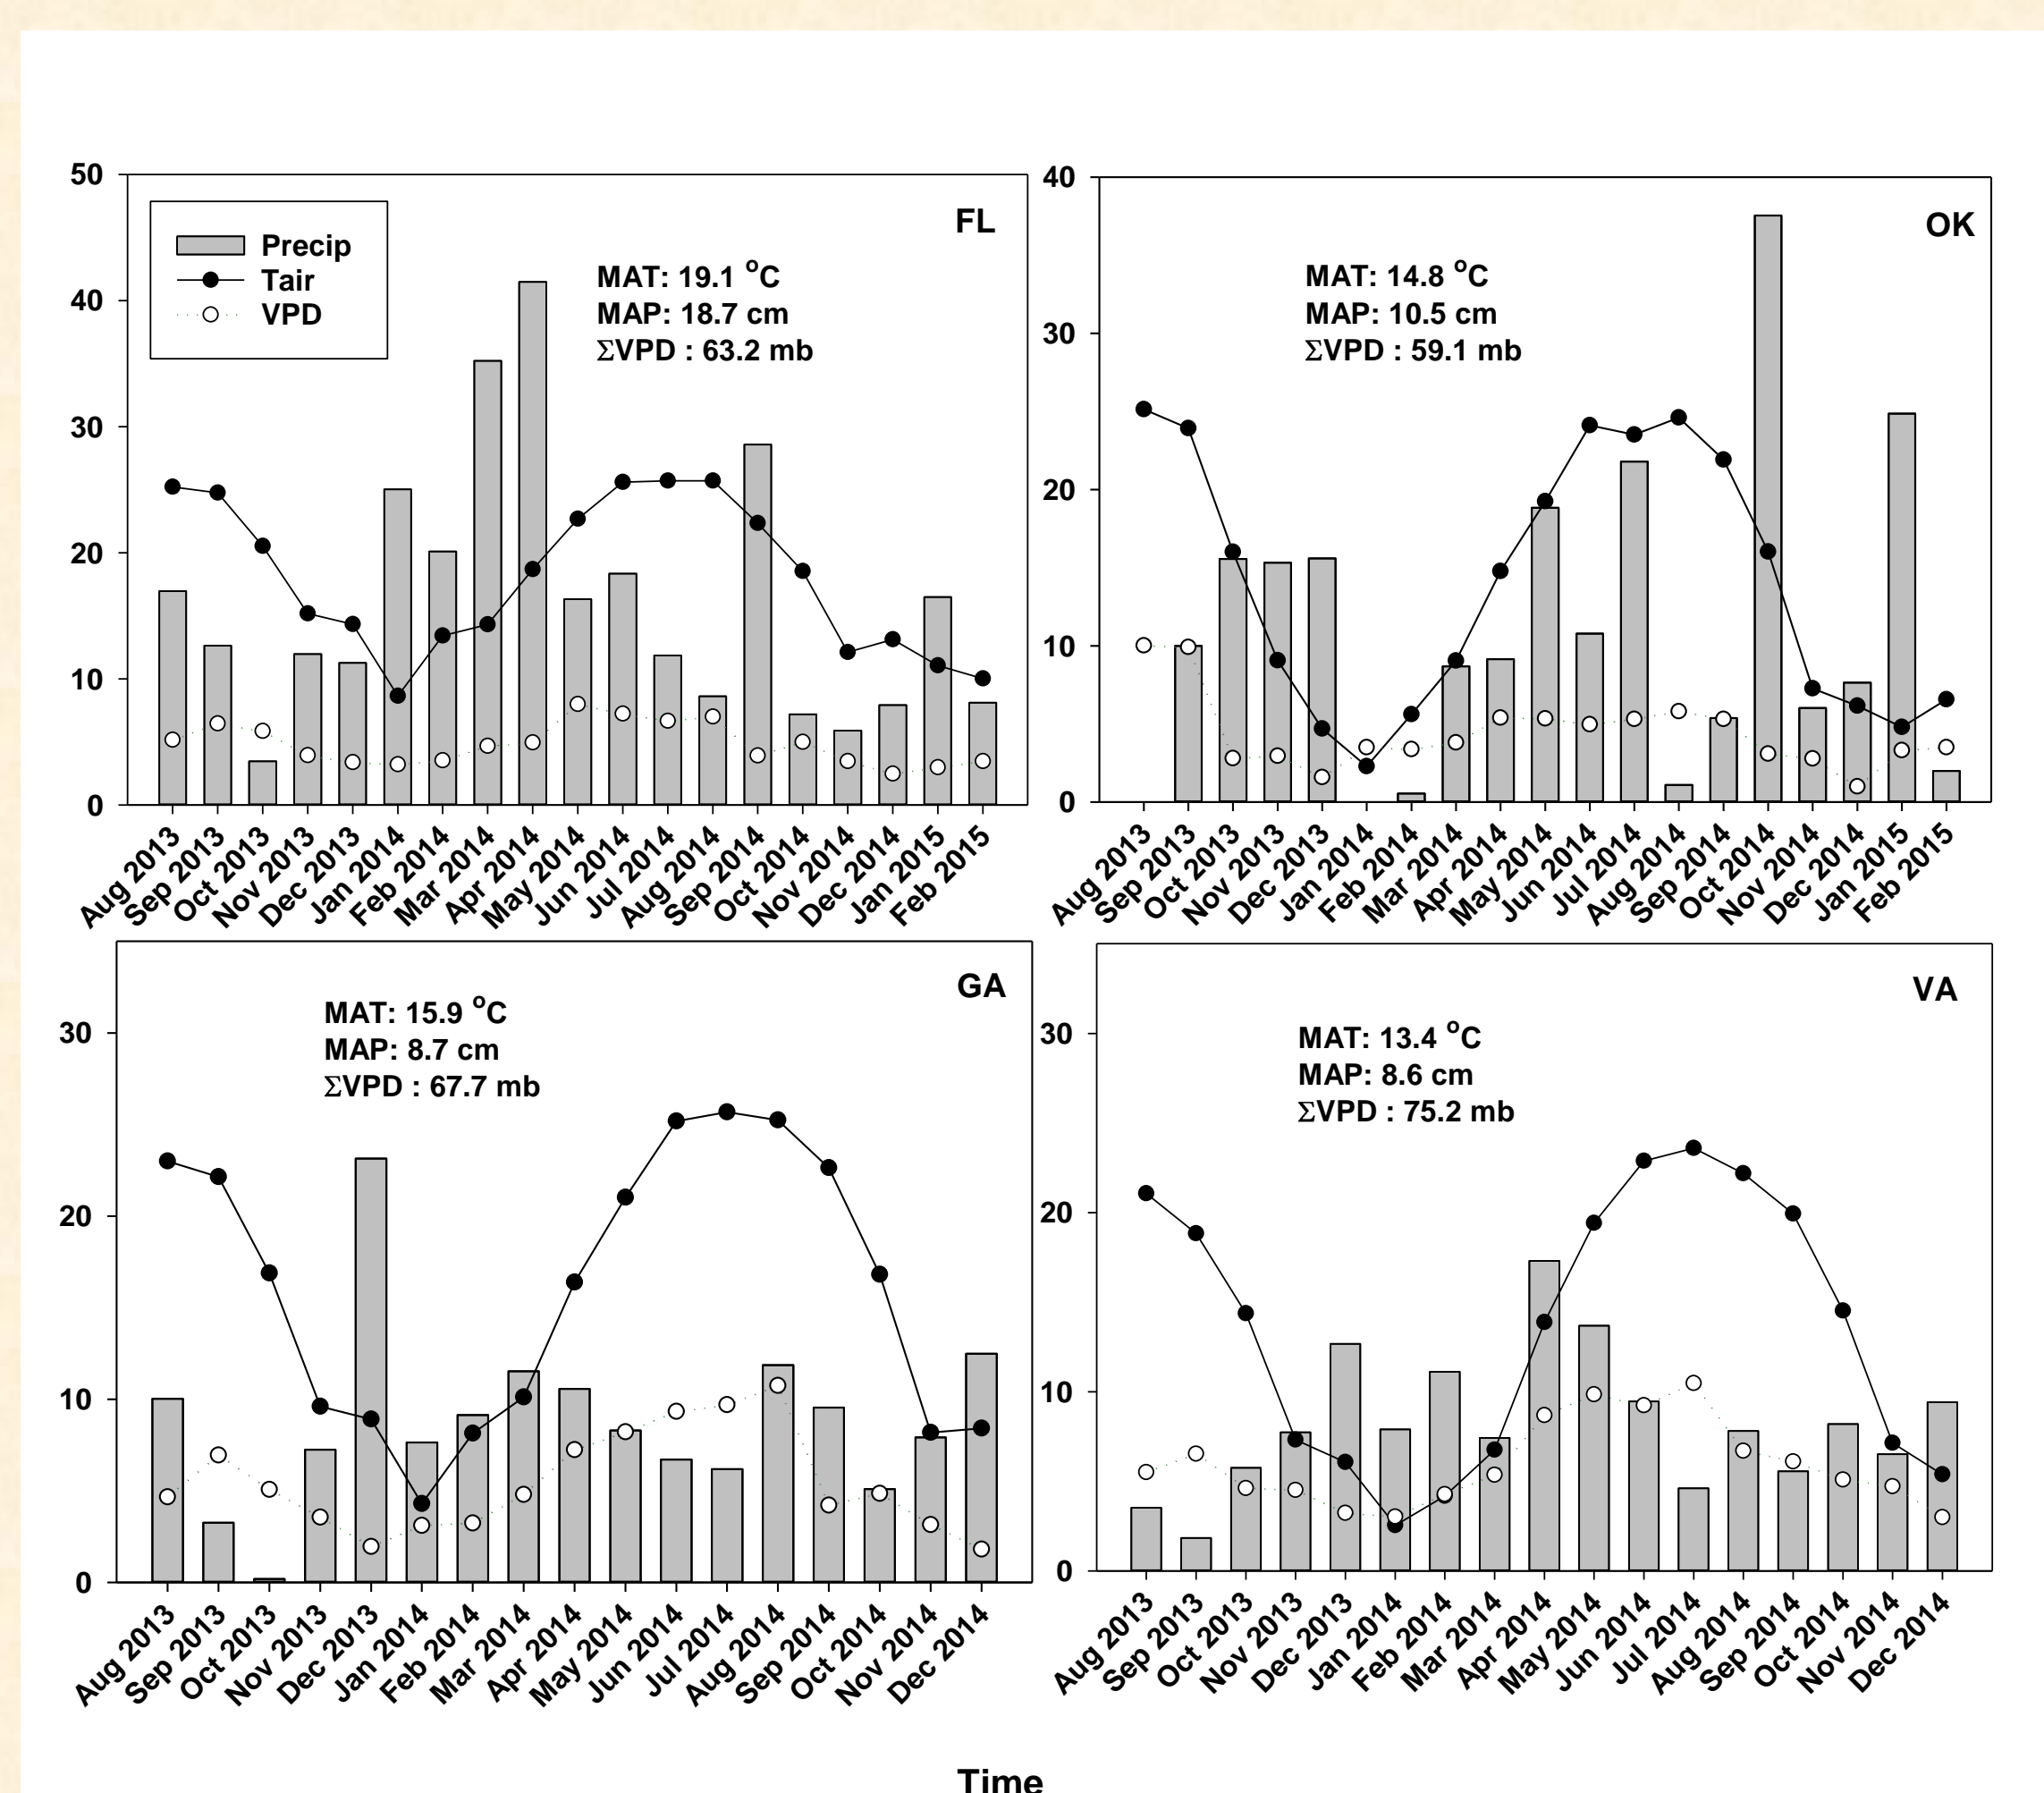 50
40
30
20
10
0
FL
Precip
Tair
VPD
MAT: 19.1 °C
MAP: 18.7 cm
ΣVPD : 63.2 mb
Aug 2013
Sep 2013
Oct 2013
Nov 2013
Dec 2013
Jan 2014
Feb 2014
Mar 2014
Apr 2014
May 2014
Jun 2014
Jul 2014
Aug 2014
Sep 2014
Oct 2014
Nov 2014
Dec 2014
Jan 2015
Feb 2015
40
30
20
10
0
OK
MAT: 14.8 °C
MAP: 10.5 cm
ΣVPD : 59.1 mb
Aug 2013
Sep 2013
Oct 2013
Nov 2013
Dec 2013
Jan 2014
Feb 2014
Mar 2014
Apr 2014
May 2014
Jun 2014
Jul 2014
Aug 2014
Sep 2014
Oct 2014
Nov 2014
Dec 2014
Jan 2015
Feb 2015
30
20
10
0
GA
MAT: 15.9 °C
MAP: 8.7 cm
ΣVPD : 67.7 mb
Aug 2013
Sep 2013
Oct 2013
Nov 2013
Dec 2013
Jan 2014
Feb 2014
Mar 2014
Apr 2014
May 2014
Jun 2014
Jul 2014
Aug 2014
Sep 2014
Oct 2014
Nov 2014
Dec 2014
30
20
10
0
VA
MAT: 13.4 °C
MAP: 8.6 cm
ΣVPD : 75.2 mb
Aug 2013
Sep 2013
Oct 2013
Nov 2013
Dec 2013
Jan 2014
Feb 2014
Mar 2014
Apr 2014
May 2014
Jun 2014
Jul 2014
Aug 2014
Sep 2014
Oct 2014
Nov 2014
Dec 2014
Time